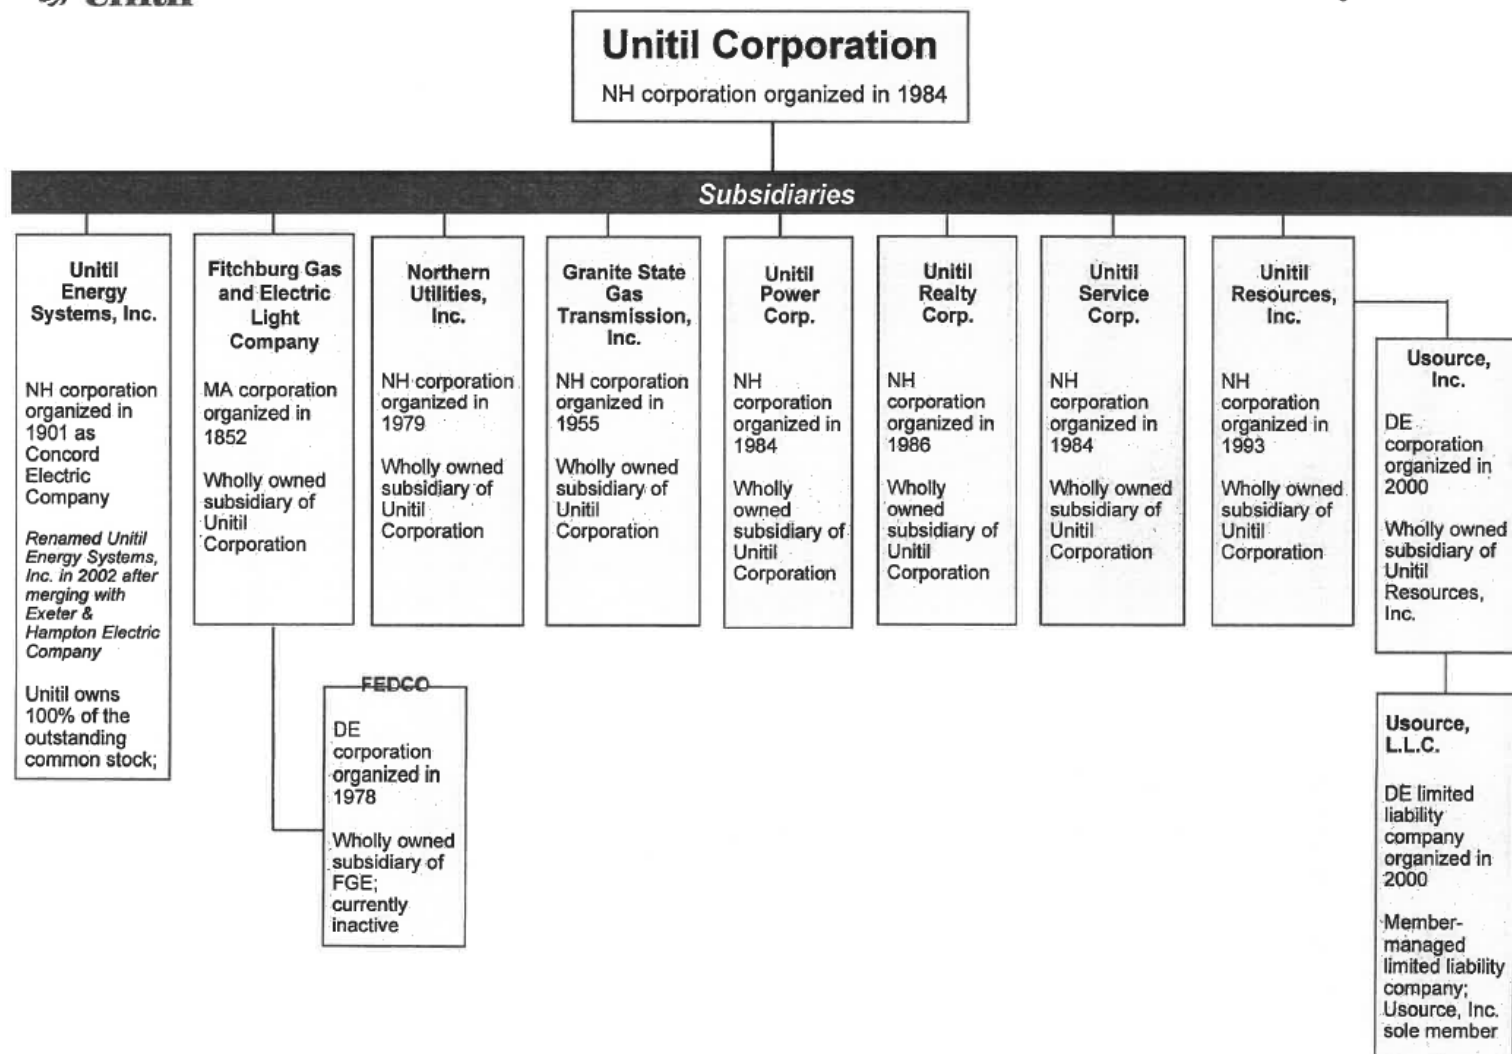 Unitil Corporation
NH corporation organized in 1984
Subsidiaries
Unitil
Energy
Systems, Inc.
NH corporation
organized in
1901 as
Concord
Electric
Company
Renamed Unitil
Energy Systems,
Inc. in 2002 after
merging with
Exeter &
Hampton Electric
Company
Unitil owns
100% of the
outstanding
common stock;
Fitchburg Gas
and Electric
Light
Company
MA corporation
organized in
1852
Wholly owned
subsidiary of
Unitil
Corporation
FEDCO
DE
corporation
organized in
1978
Wholly owned
subsidiary of
FGE;
currently
inactive
Northern
Utilities,
Inc.
NH corporation
organized in
1979
Wholly owned
subsidiary of
Unitil
Corporation
Granite State
Gas
Transmission,
Inc.
NH corporation
organized in
1955
Wholly owned
subsidiary of
Unitil
Corporation
Unitil
Power
Corp.
NH
corporation
organized in
1984
Wholly
owned
subsidiary of
Unitil
Corporation
Unitil
Realty
Corp.
NH
corporation
organized in
1986
Wholly
owned
subsidiary of
Unitil
Corporation
Unitil
Service
Corp.
NH
corporation
organized in
1984
Wholly owned
subsidiary of
Unitil
Corporation
Unitil
Resources,
Inc.
NH
corporation
organized in
1993
Wholly owned
subsidiary of
Unitil
Corporation
Usource,
Inc.
DE
corporation
organized in
2000
Wholly owned
subsidiary of
Unitil
Resources,
Inc.
Usource,
L.L.C.
DE limited
liability
company
organized in
2000
Member-
managed
limited liability
company;
Usource, Inc.
sole member